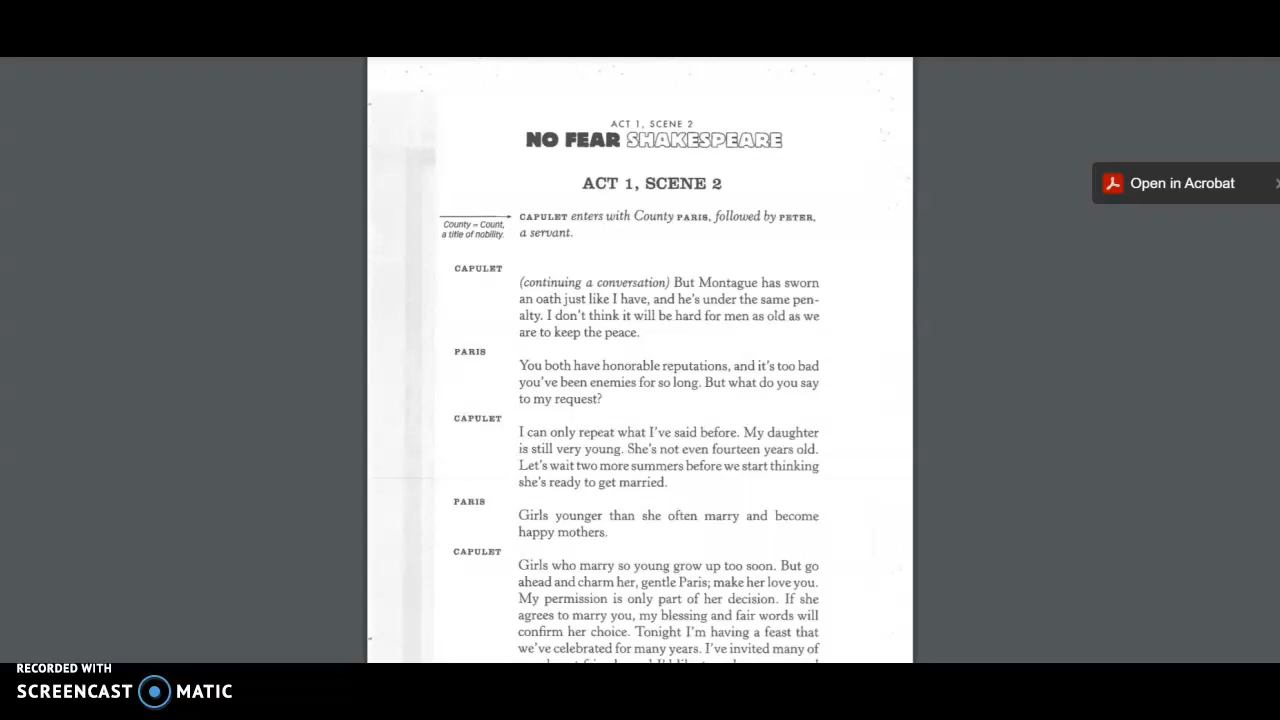 ACT 1, SCENE 2
NO FEAR SHAKESPEARE
ACT 1, SCENE 2
County = Count,
a title of nobility.
CAPULET enters with County PARIS, followed by PETER,
a servant.
Open in Acrobat
CAPULET
(continuing a conversation) But Montague has sworn
an oath just like I have, and he's under the same pen-
alty. I don't think it will be hard for men as old as we
are to keep the peace.
PARIS
You both have honorable reputations, and it's too bad
you've been enemies for so long. But what do you say
to my request?
CAPULET
I can only repeat what I've said before. My daughter
is still very young. She's not even fourteen years old.
Let's wait two more summers before we start thinking
she's ready to get married.
PARIS
Girls younger than she often marry and become
happy mothers.
CAPULET
Girls who marry so young grow up too soon. But go
ahead and charm her, gentle Paris; make her love you.
My permission is only part of her decision. If she
agrees to marry you, my blessing and fair words will
confirm her choice. Tonight I'm having a feast that
we've celebrated for many years. I've invited many of
RECORDED WITH
SCREENCAST MATIC